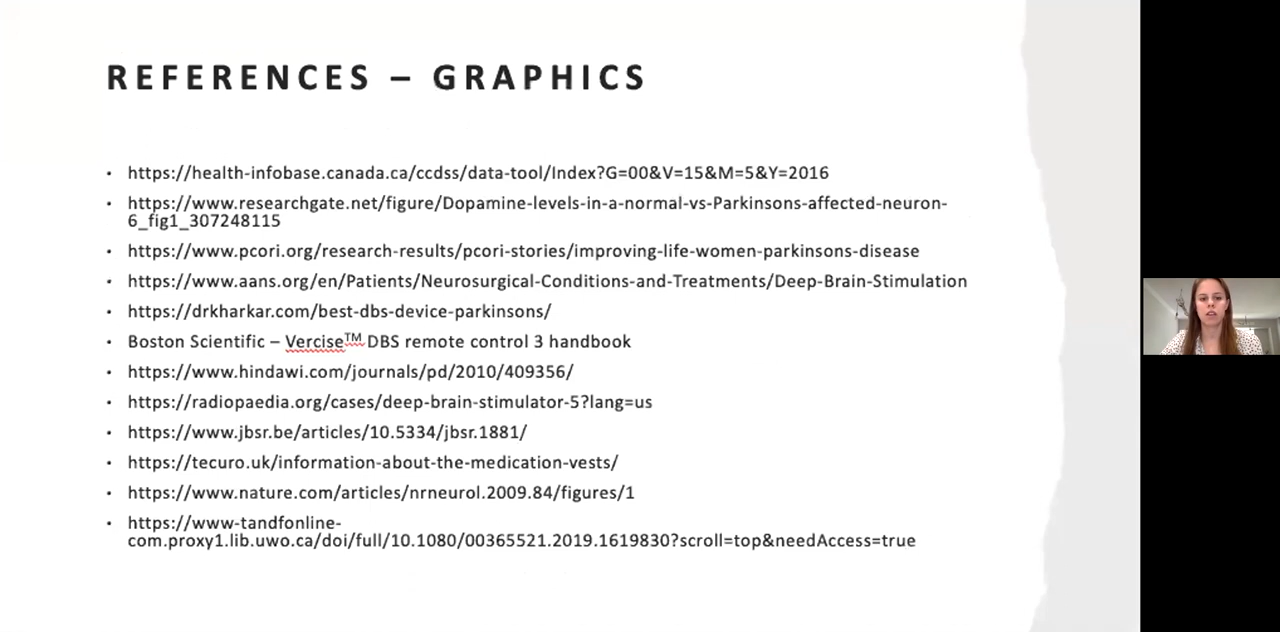 REFERENCES – GRAPHICS
• https://health-infobase.canada.ca/ccdss/data-tool/Index?G=00&V=15&M=5&Y=2016
• https://www.researchgate.net/figure/Dopamine-levels-in-a-normal-vs-Parkinsons-affected-neuron-
6_fig1_307248115
• https://www.pcori.org/research-results/pcori-stories/improving-life-women-parkinsons-disease
• https://www.aans.org/en/Patients/Neurosurgical-Conditions-and-Treatments/Deep-Brain-Stimulation
• https://drkharkar.com/best-dbs-device-parkinsons/
• Boston Scientific – Vercise™ DBS remote control 3 handbook
• https://www.hindawi.com/journals/pd/2010/409356/
• https://radiopaedia.org/cases/deep-brain-stimulator-5?lang=us
• https://www.jbsr.be/articles/10.5334/jbsr.1881/
• https://tecuro.uk/information-about-the-medication-vests/
• https://www.nature.com/articles/nrneurol.2009.84/figures/1
• https://www-tandfonline-
com.proxy1.lib.uwo.ca/doi/full/10.1080/00365521.2019.1619830?scroll=top&needAccess=true